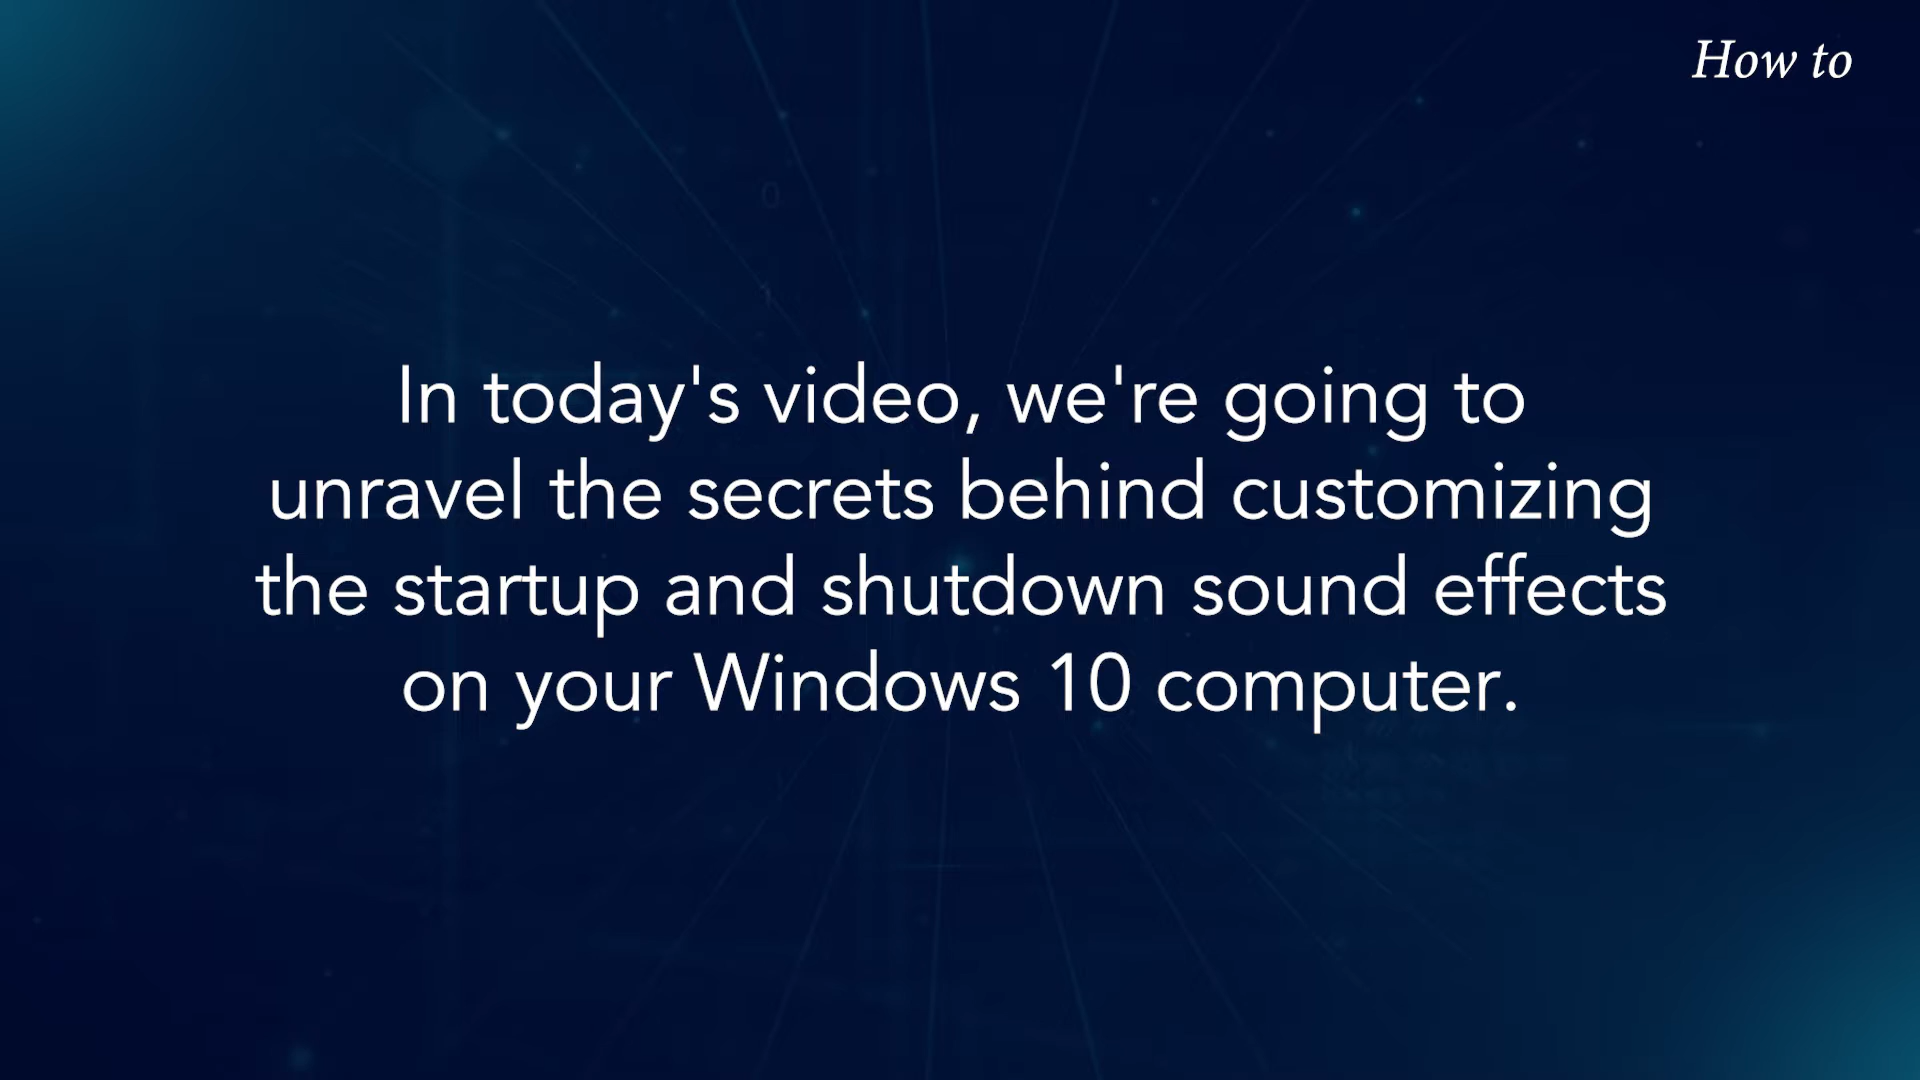 How to
In today's video, we're going to
unravel the secrets behind customizing
the startup and shutdown sound effects
on your Windows 10 computer.